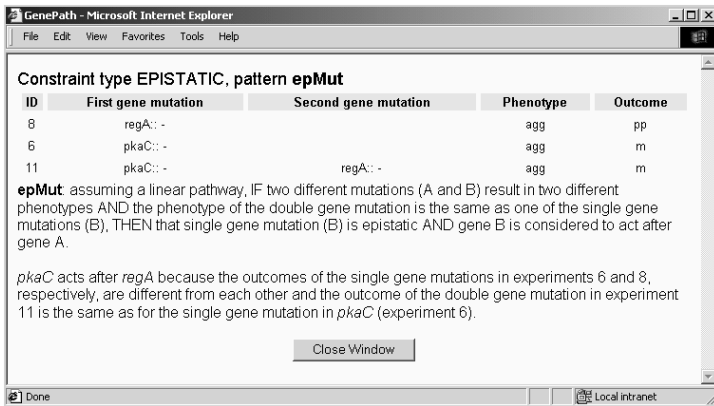 GenePath - Microsoft Internet Explorer
File Edit View Favorites Tools Help
Constraint type EPISTATIC, pattern epMut
ID First gene mutation Second gene mutation Phenotype Outcome
8 regA:: - agg pp
6 pkaC:: - agg m
11 pkaC:: - regA:: - agg m
epMut: assuming a linear pathway, IF two different mutations (A and B) result in two different
phenotypes AND the phenotype of the double gene mutation is the same as one of the single gene
mutations (B), THEN that single gene mutation (B) is epistatic AND gene B is considered to act after
gene A.
pkaC acts after regA because the outcomes of the single gene mutations in experiments 6 and 8,
respectively, are different from each other and the outcome of the double gene mutation in experiment
11 is the same as for the single gene mutation in pkaC (experiment 6).
Close Window
Done Local intranet